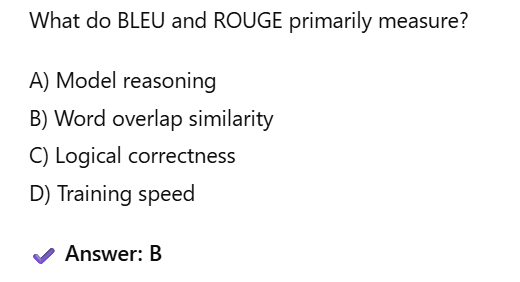 What do BLEU and ROUGE primarily measure?
A) Model reasoning
B) Word overlap similarity
C) Logical correctness
D) Training speed
✔ Answer: B